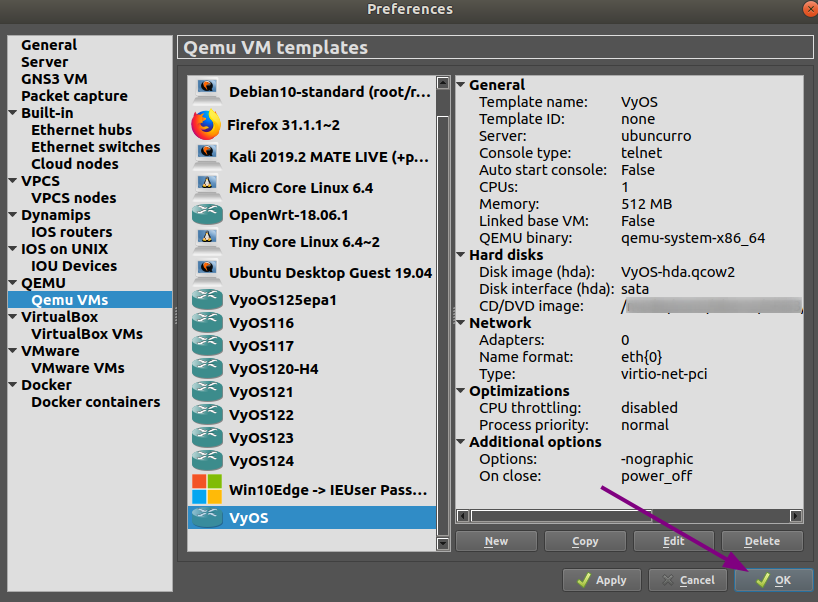 Preferences
General
Server
GNS3 VM
Packet capture
Built-in
Ethernet hubs
Ethernet switches
Cloud nodes
VPCS
VPCS nodes
Dynamips
IOS routers
IOS on UNIX
IOU Devices
QEMU
Qemu VMs
VirtualBox
VirtualBox VMs
VMware
VMware VMs
Docker
Docker containers
Qemu VM templates
Debian10-standard (root/r...
Firefox 31.1.1~2
Kali 2019.2 MATE LIVE (+p...
Micro Core Linux 6.4
OpenWrt-18.06.1
Tiny Core Linux 6.4~2
Ubuntu Desktop Guest 19.04
VyoOS125epa1
VyOS116
VyOS117
VyOS120-H4
VyOS121
VyOS122
VyOS123
VyOS124
Win10Edge -> IEUser Pass...
VyOS
General
Template name: VyOS
Template ID: none
Server: ubuncurro
Console type: telnet
Auto start console: False
CPUs: 1
Memory: 512 MB
Linked base VM: False
QEMU binary: qemu-system-x86_64
Hard disks
Disk image (hda): VyOS-hda.qcow2
Disk interface (hda): sata
CD/DVD image: /
Network
Adapters: 0
Name format: eth{0}
Type: virtio-net-pci
Optimizations
CPU throttling: disabled
Process priority: normal
Additional options
Options: -nographic
On close: power_off
New Copy Edit Delete
Apply Cancel OK